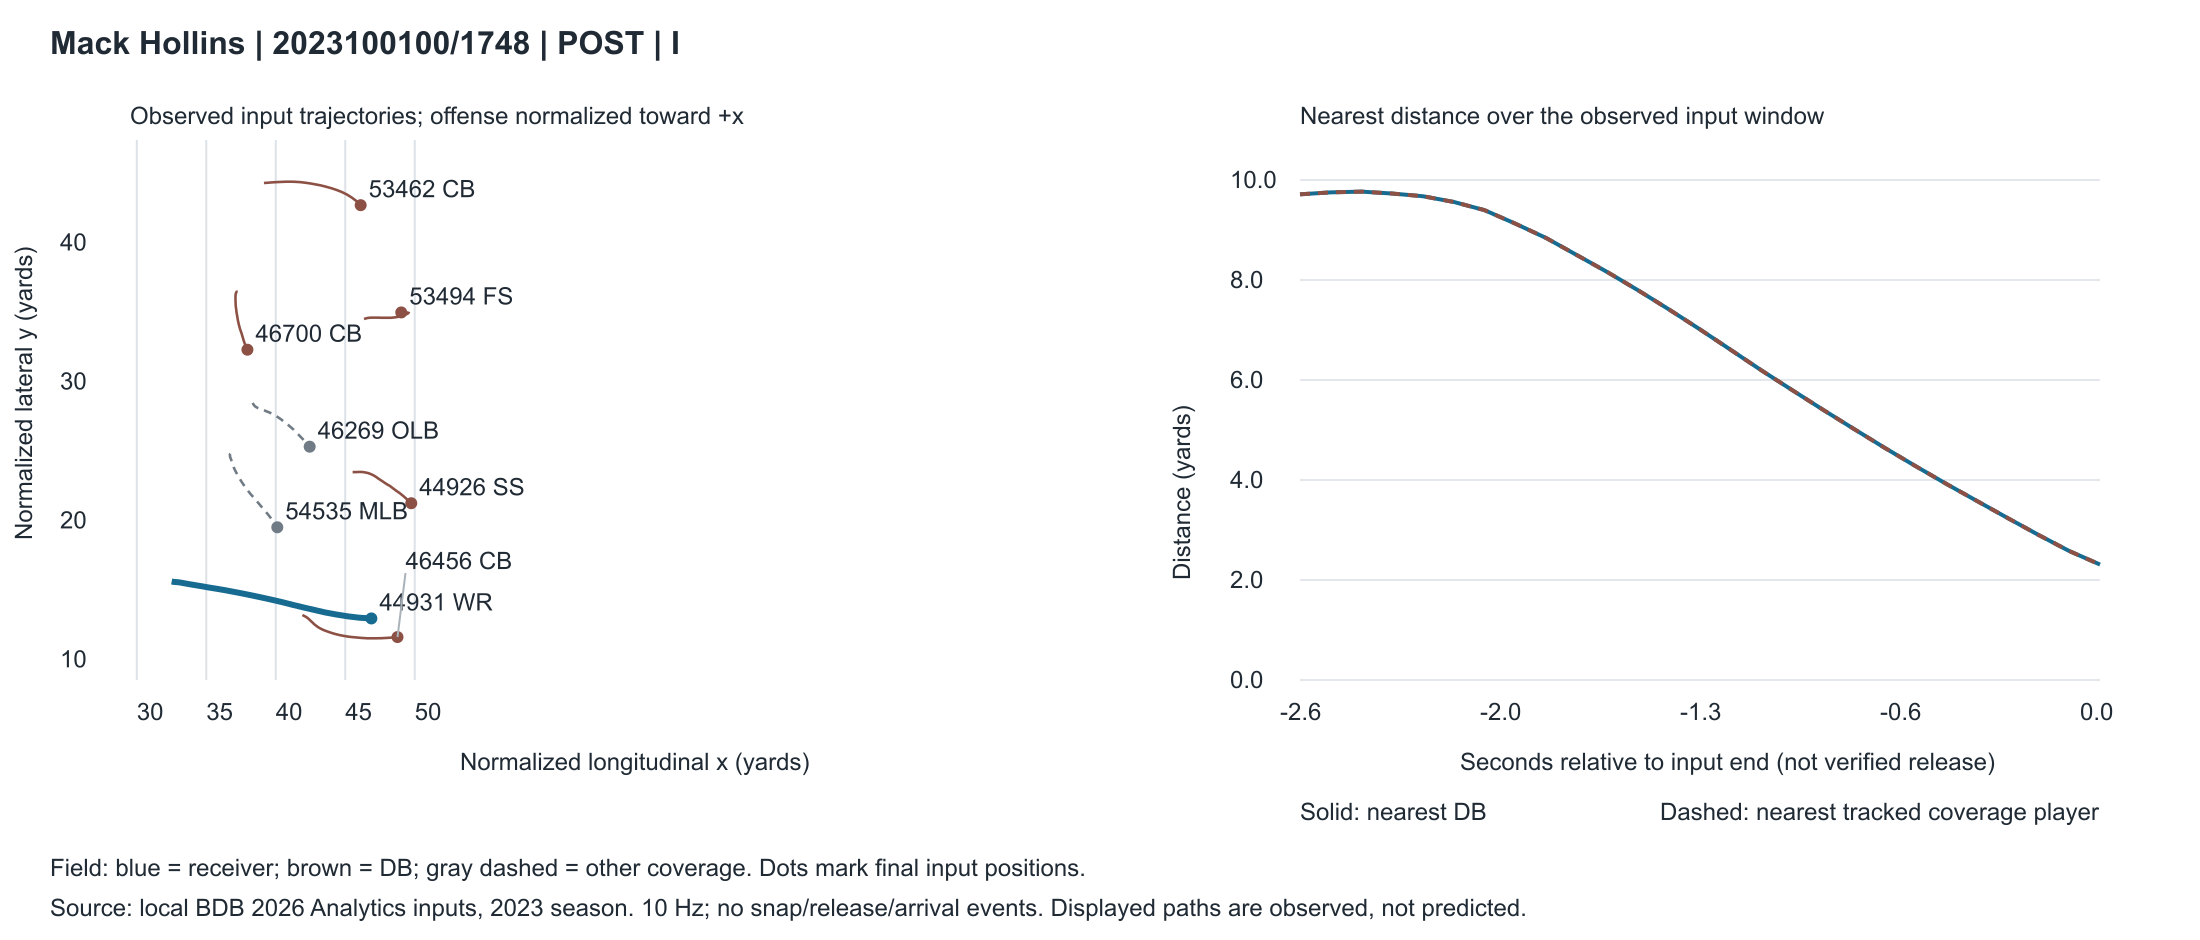 Mack Hollins | 2023100100/1748 | POST | I
Observed input trajectories; offense normalized toward +x
Normalized lateral y (yards)
40
30
20
10
53462 CB
53494 FS
46700 CB
46269 OLB
44926 SS
54535 MLB
46456 CB
44931 WR
30 35 40 45 50
Normalized longitudinal x (yards)
Nearest distance over the observed input window
Distance (yards)
10.0
8.0
6.0
4.0
2.0
0.0
-2.6 -2.0 -1.3 -0.6 0.0
Seconds relative to input end (not verified release)
Solid: nearest DB
Dashed: nearest tracked coverage player
Field: blue = receiver; brown = DB; gray dashed = other coverage. Dots mark final input positions.
Source: local BDB 2026 Analytics inputs, 2023 season. 10 Hz; no snap/release/arrival events. Displayed paths are observed, not predicted.